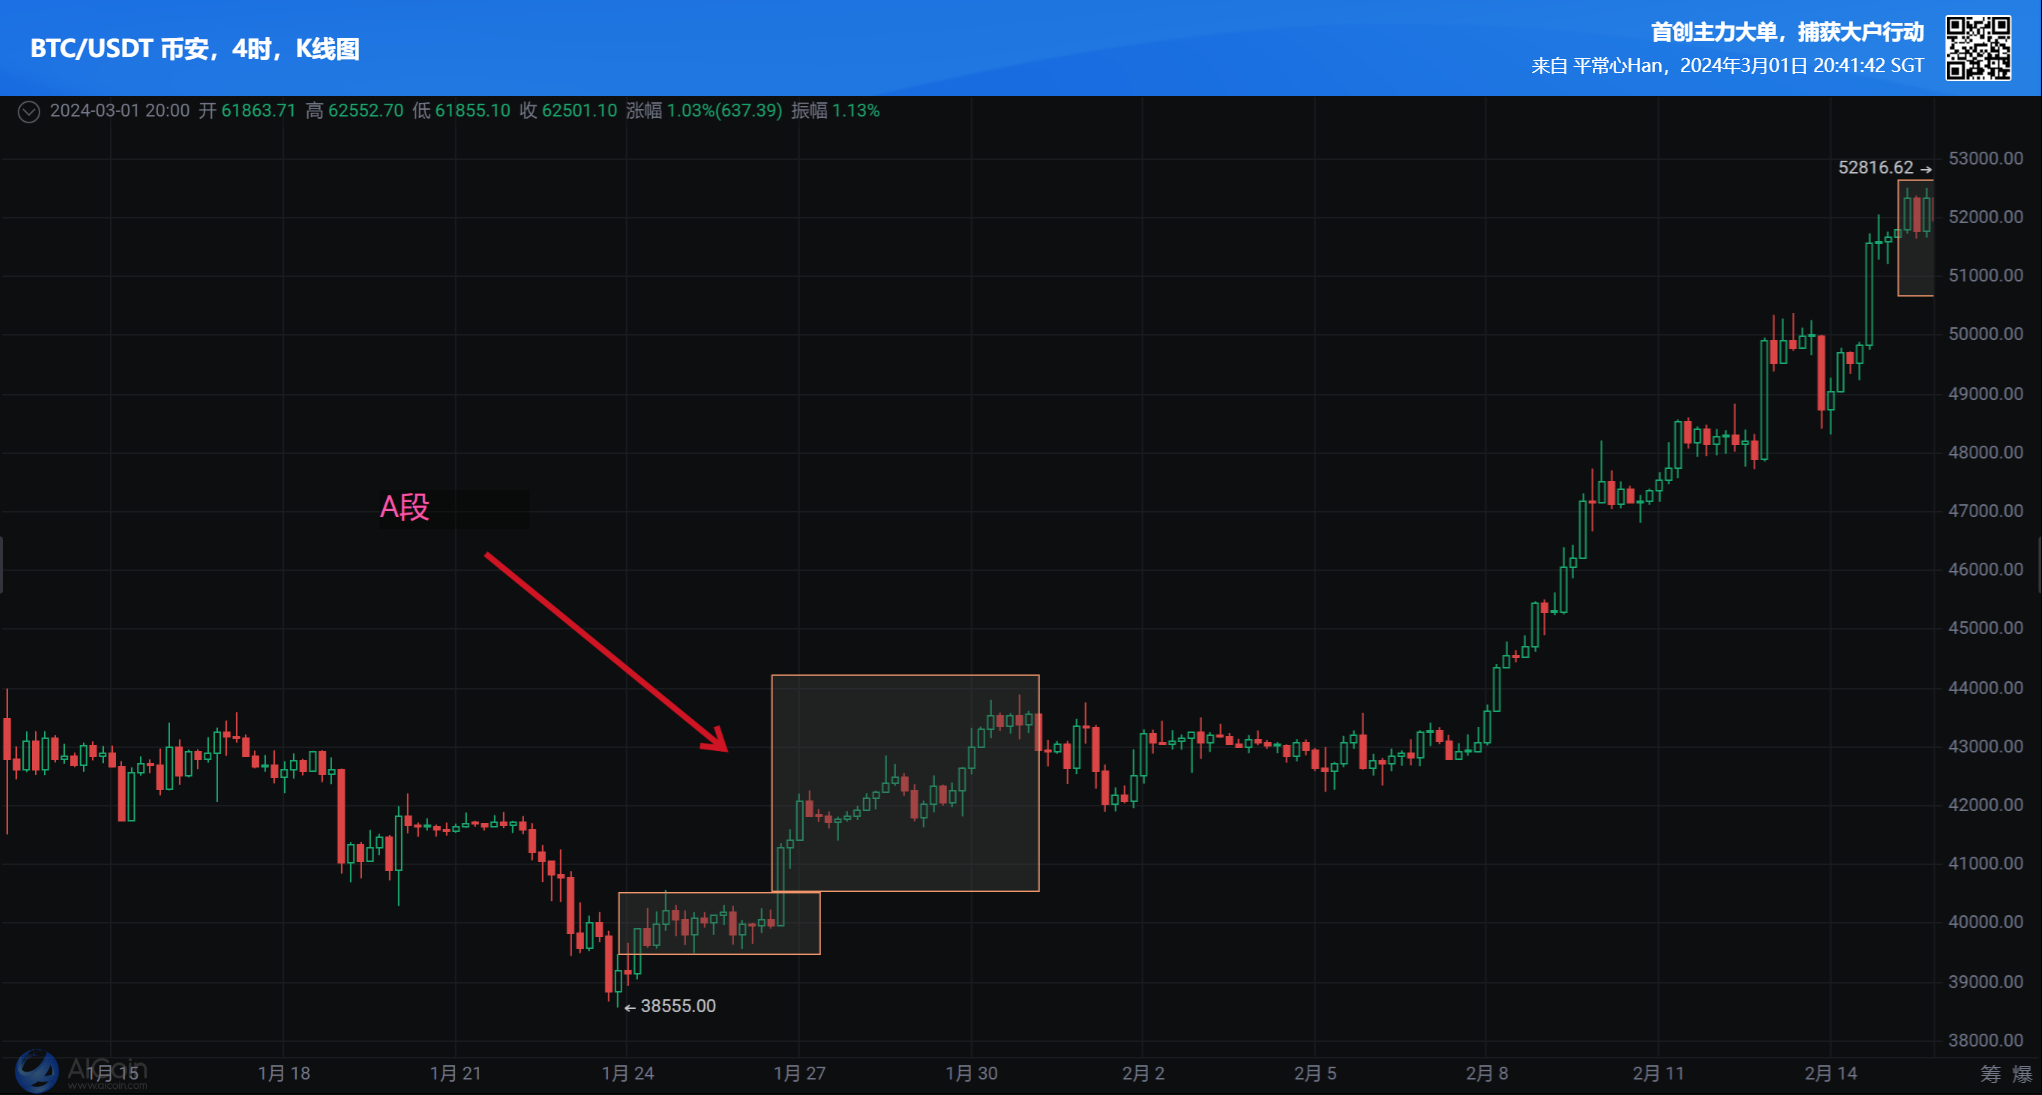 BTC/USDT 币安，4时，K线图
首创主力大单，捕获大户行动
来自 平常心Han，2024年3月01日 20:41:42 SGT
2024-03-01 20:00 开 61863.71 高 62552.70 低 61855.10 收 62501.10 涨幅 1.03%(637.39) 振幅 1.13%
53000.00
52816.62 →
52000.00
51000.00
50000.00
49000.00
48000.00
A段
47000.00
46000.00
45000.00
44000.00
43000.00
42000.00
41000.00
40000.00
39000.00
← 38555.00
38000.00
AICoin
www.aicoin.com
1月 15 1月 18 1月 21 1月 24 1月 27 1月 30 2月 2 2月 5 2月 8 2月 11 2月 14 筹 爆